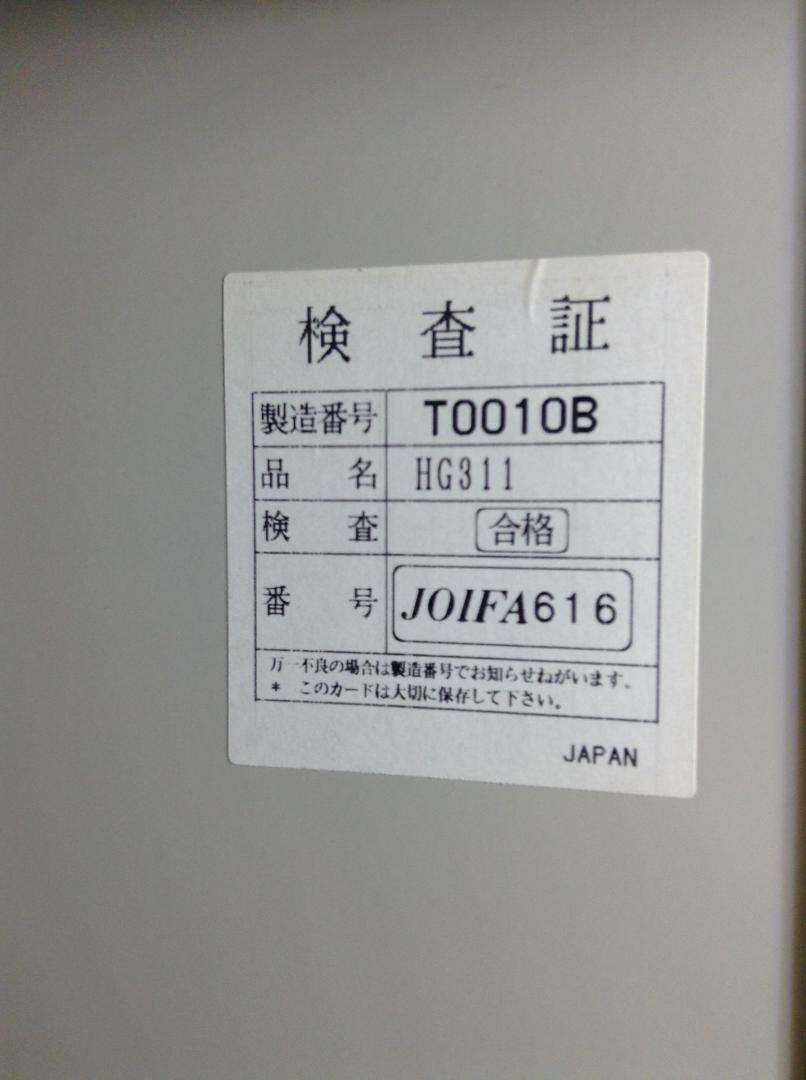 検査証
製造番号 T0010B
品名 HG311
検査 合格
番号 JOIFA616
万一不良の場合は製造番号でお知らせねがいます。
* このカードは大切に保存して下さい。
JAPAN